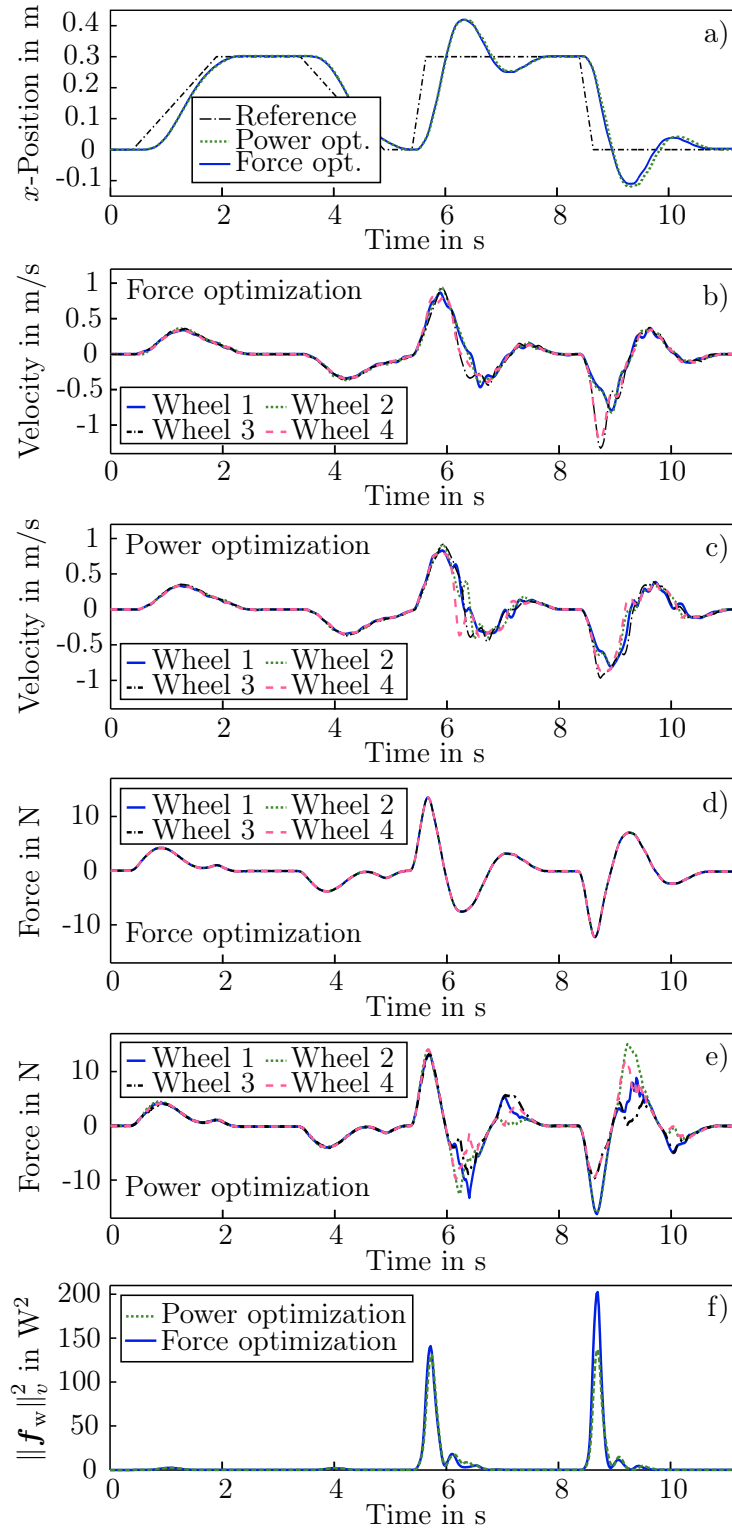 x-Position in m
0.4
0.3
0.2
0.1
0
-0.1
a)
Reference
Power opt.
Force opt.
0 2 4 6 8 10
Time in s
Velocity in m/s
1
0.5
0
-0.5
-1
Force optimization
b)
Wheel 1 Wheel 2
Wheel 3 Wheel 4
0 2 4 6 8 10
Time in s
Velocity in m/s
1
0.5
0
-0.5
-1
Power optimization
c)
Wheel 1 Wheel 2
Wheel 3 Wheel 4
0 2 4 6 8 10
Time in s
Force in N
10
0
-10
Wheel 1 Wheel 2
Wheel 3 Wheel 4
d)
Force optimization
0 2 4 6 8 10
Time in s
Force in N
10
0
-10
Wheel 1 Wheel 2
Wheel 3 Wheel 4
e)
Power optimization
0 2 4 6 8 10
Time in s
‖f_w‖²_v in W²
200
150
100
50
0
Power optimization
Force optimization
f)
0 2 4 6 8 10
Time in s